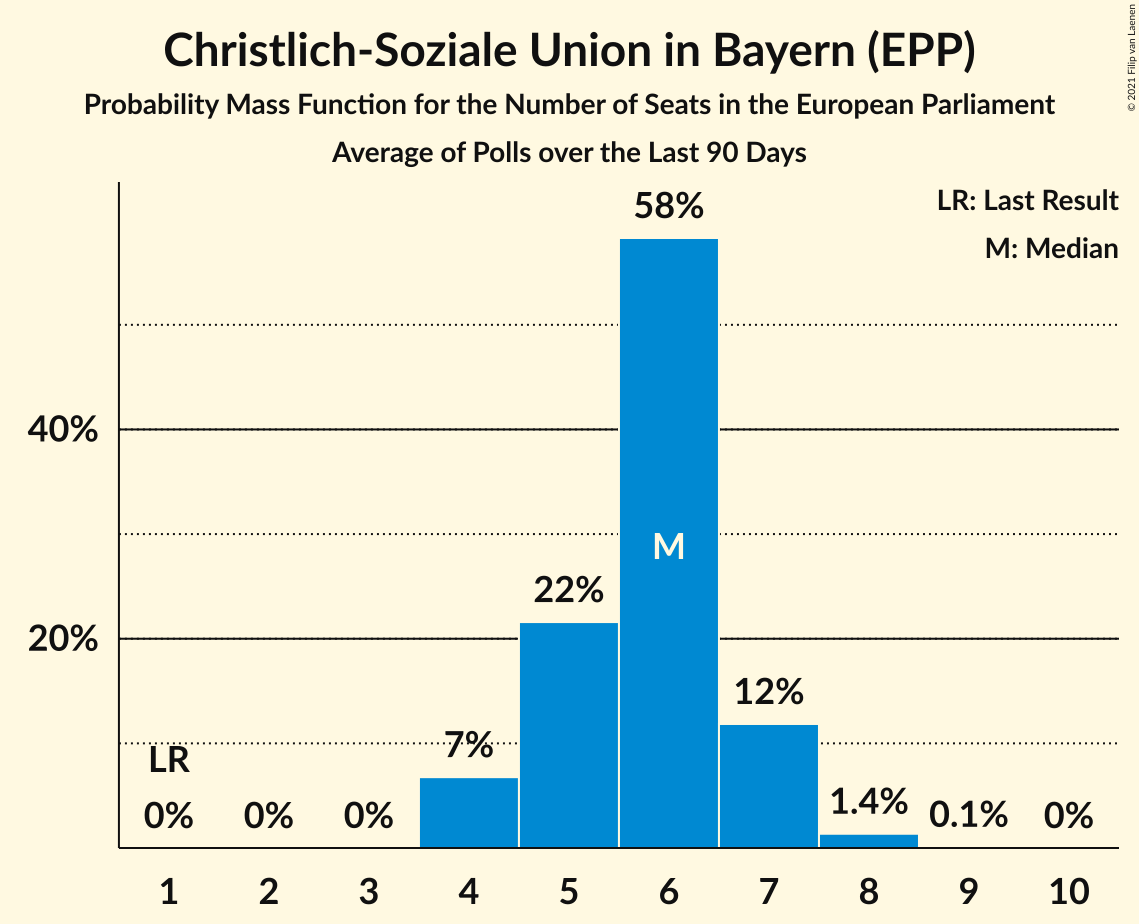 Christlich-Soziale Union in Bayern (EPP)
Probability Mass Function for the Number of Seats in the European Parliament
Average of Polls over the Last 90 Days
© 2021 Filip van Laenen
LR: Last Result
M: Median
58%
40%
M
22%
20%
12%
LR
7%
0%
0%
0%
1.4%
0.1%
0%
1 2 3 4 5 6 7 8 9 10